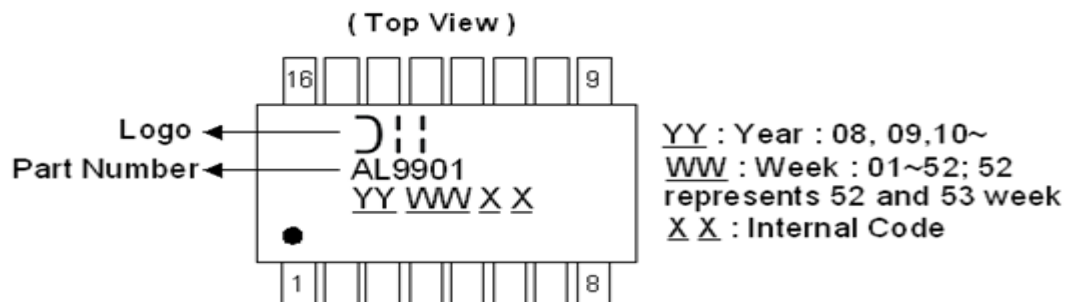 ( Top View )
16
9
Logo
Part Number
AL9901
YY WW X X
1
8
YY : Year : 08, 09,10~
WW : Week : 01~52; 52
represents 52 and 53 week
X X : Internal Code